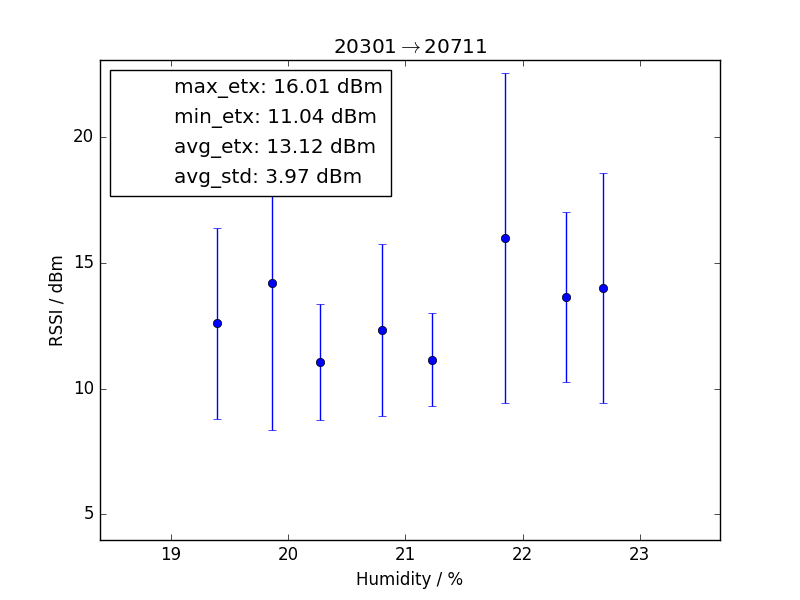 20301→20711
max_etx: 16.01 dBm
min_etx: 11.04 dBm
avg_etx: 13.12 dBm
avg_std: 3.97 dBm
20
15
10
5
RSSI / dBm
19 20 21 22 23
Humidity / %